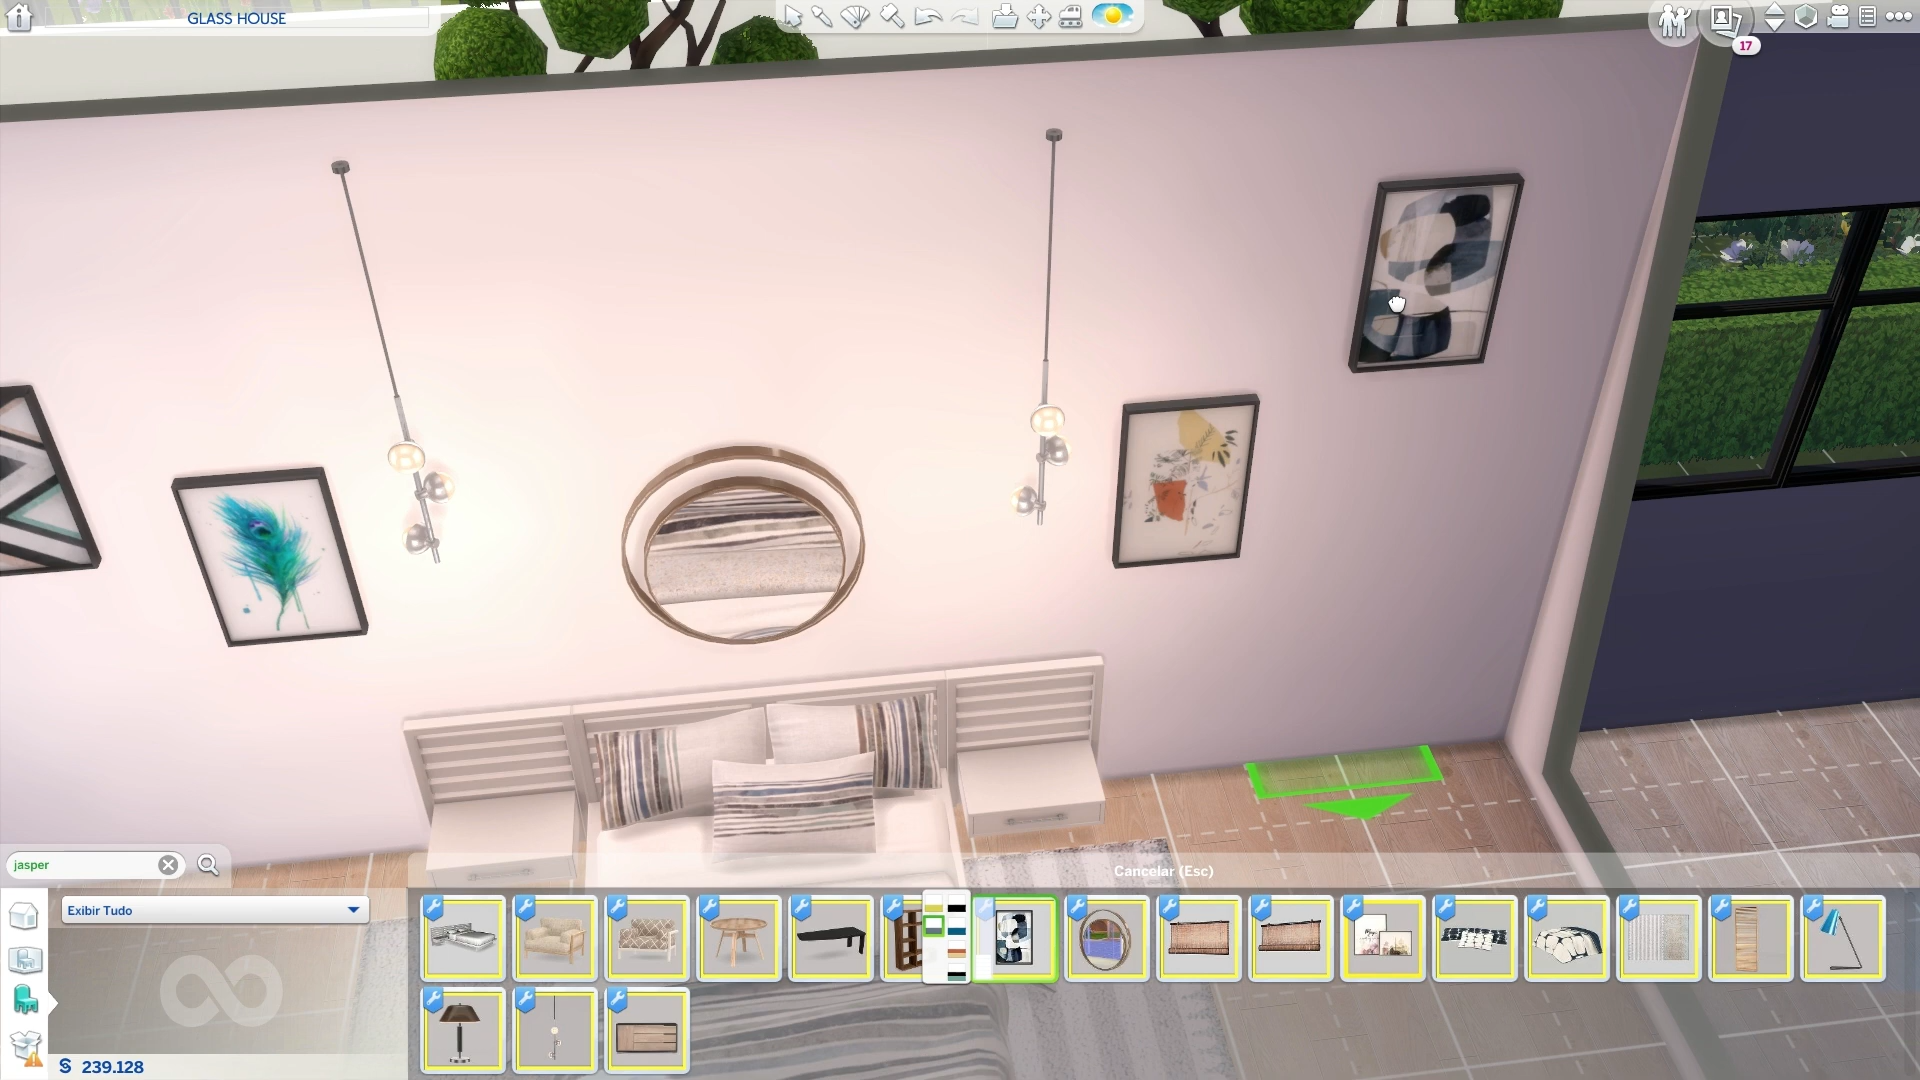 GLASS HOUSE
17
jasper
Cancelar (Esc)
Exibir Tudo
239.128